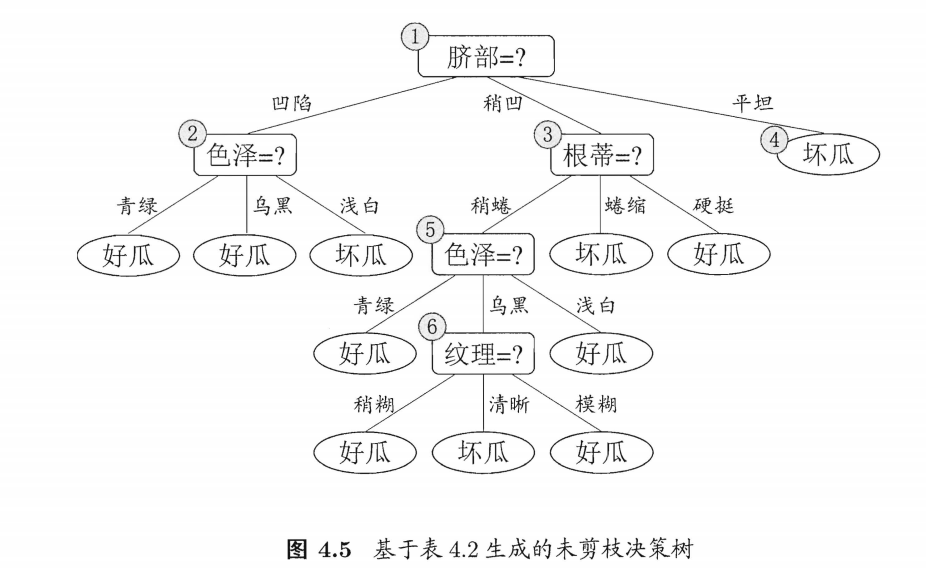 1
脐部=?
凹陷 稍凹 平坦
2 3 4
色泽=? 根蒂=? 坏瓜
青绿 乌黑 浅白 稍蜷 蜷缩 硬挺
5
好瓜 好瓜 坏瓜 色泽=? 坏瓜 好瓜
青绿 乌黑 浅白
6
好瓜 纹理=? 好瓜
稍糊 清晰 模糊
好瓜 坏瓜 好瓜
图 4.5 基于表 4.2 生成的未剪枝决策树